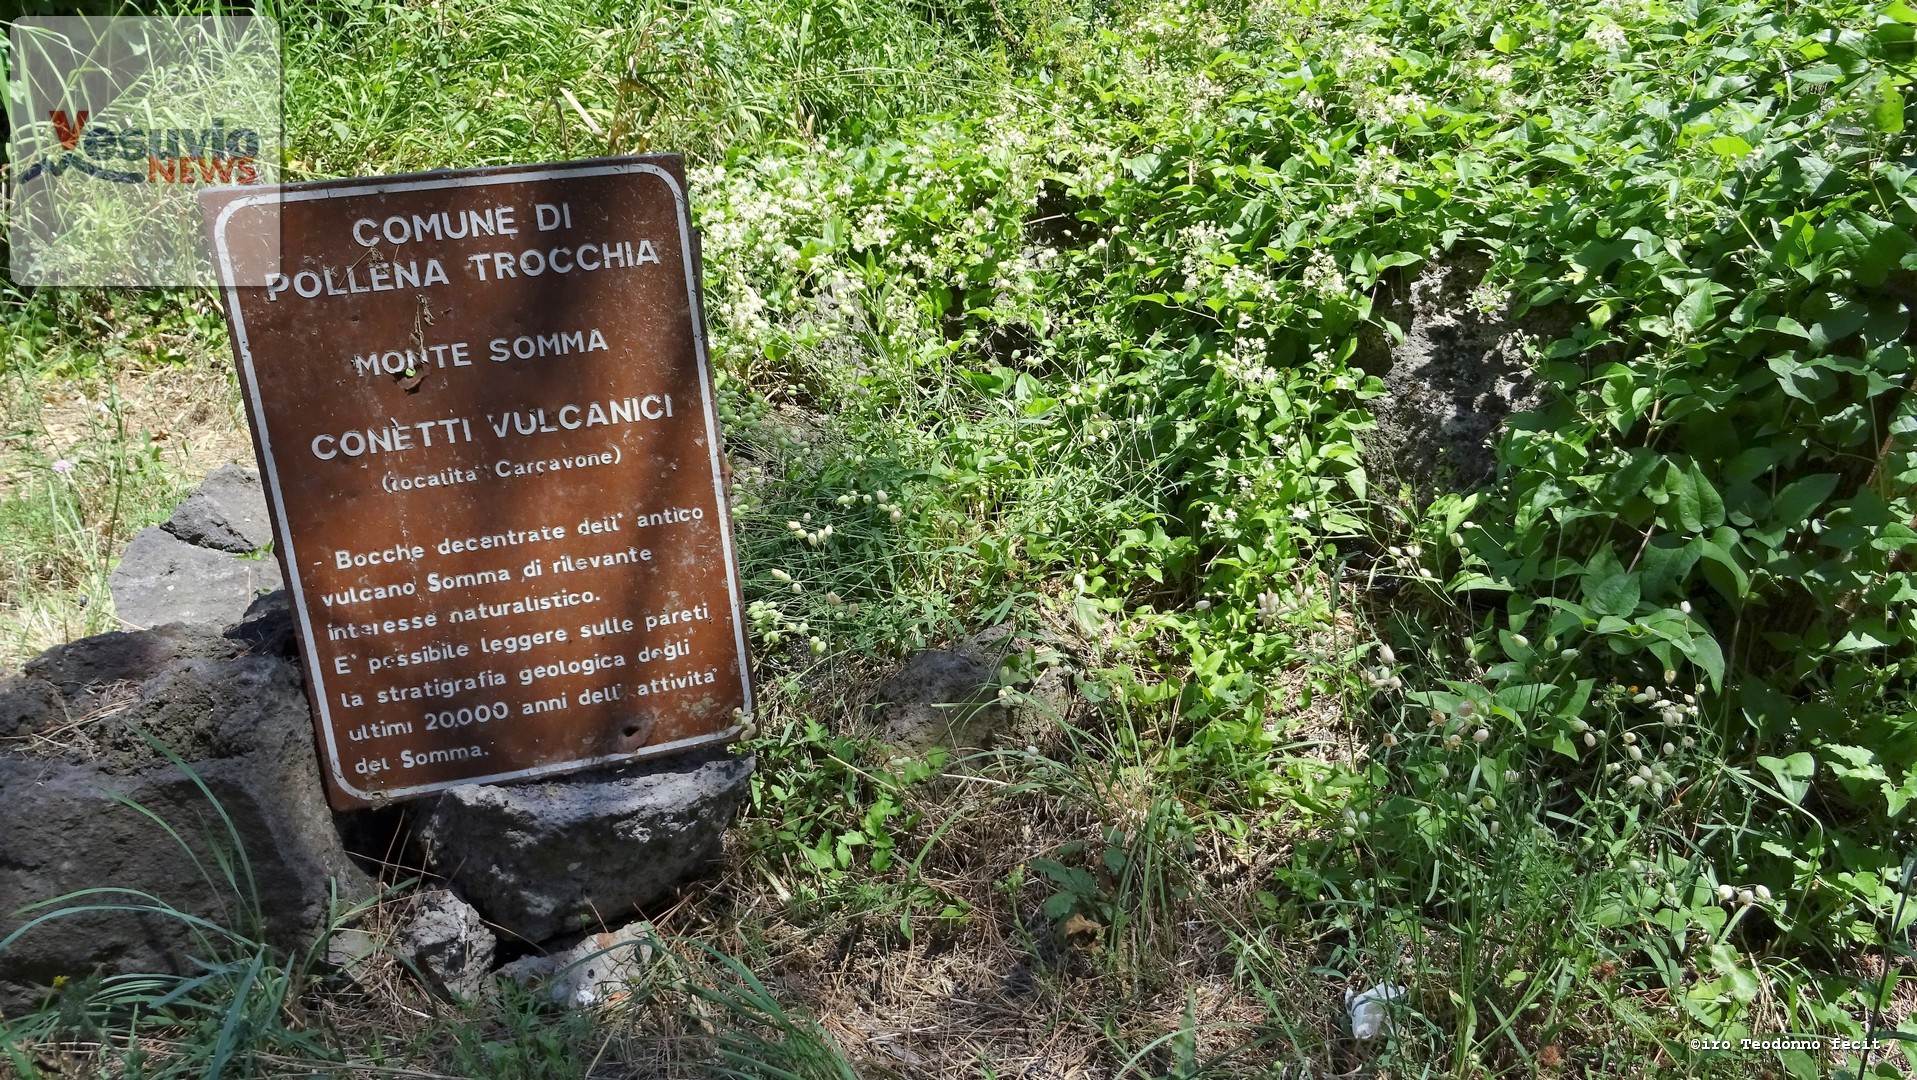 Vesuvio
NEWS
COMUNE DI
POLLENA TROCCHIA
MONTE SOMMA
CONETTI VULCANICI
(localita' Carcavone)
- Bocche decentrate dell' antico
vulcano Somma di rilevante
interesse naturalistico.
E' possibile leggere sulle pareti
la stratigrafia geologica degli
ultimi 20.000 anni dell' attivita'
del Somma.
©iro Teodonno fecit